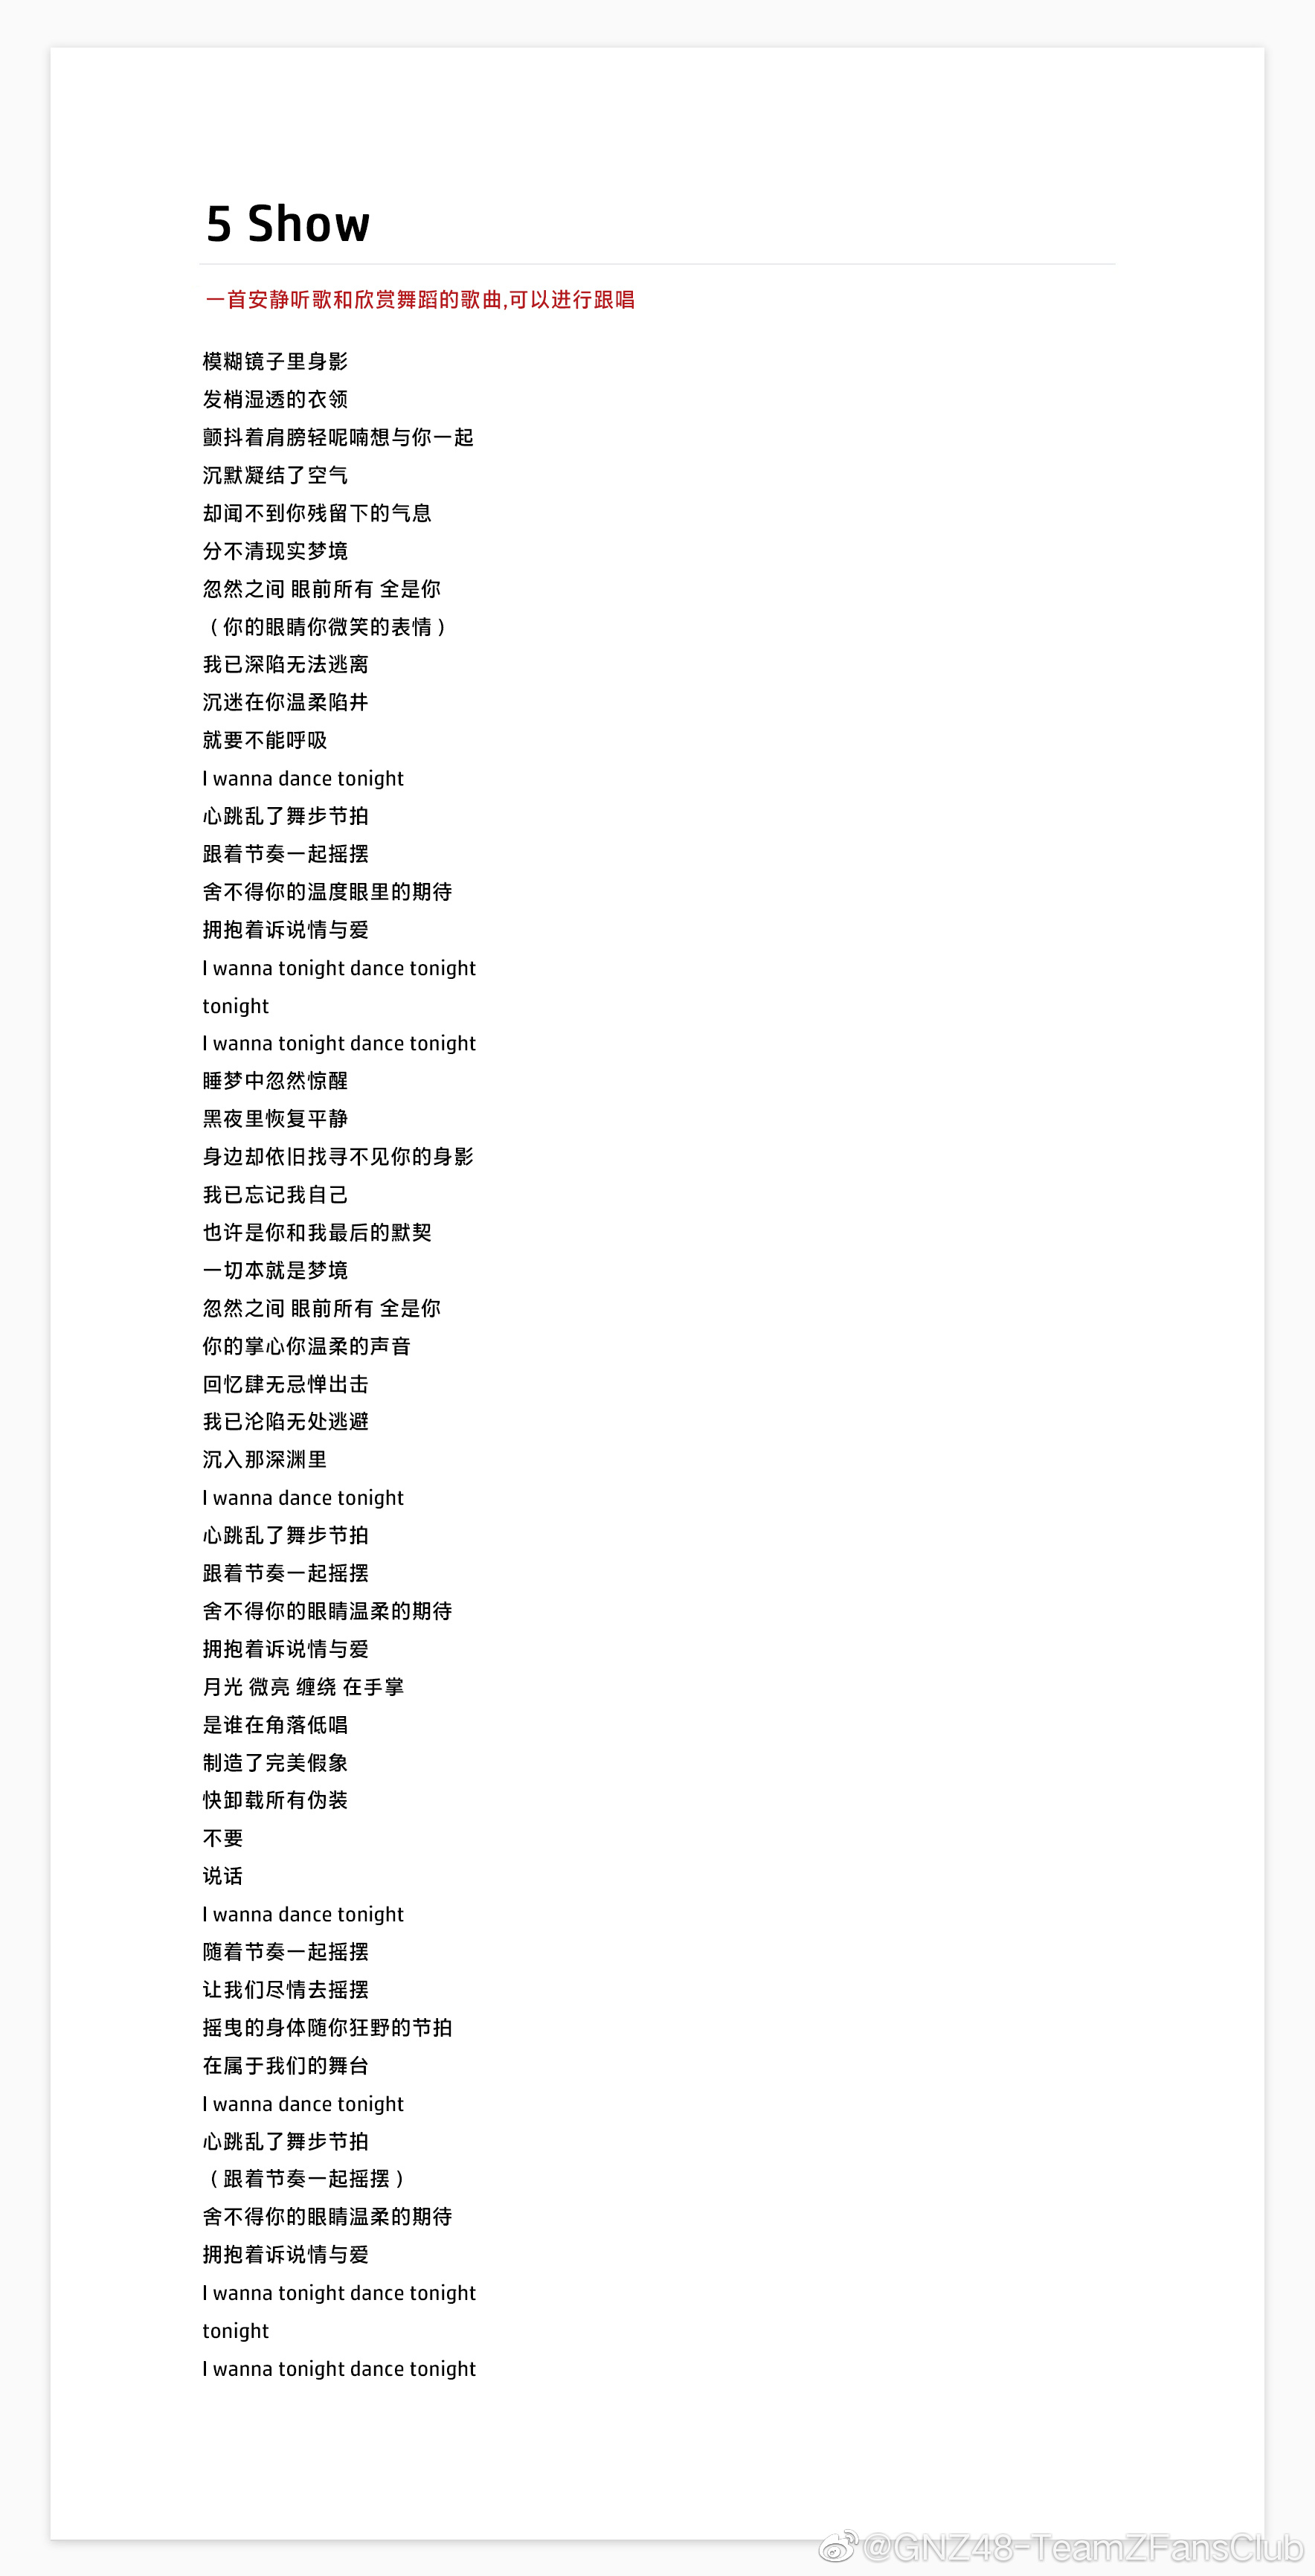 5 Show
一首安静听歌和欣赏舞蹈的歌曲,可以进行跟唱
模糊镜子里身影
发梢湿透的衣领
颤抖着肩膀轻呢喃想与你一起
沉默凝结了空气
却闻不到你残留下的气息
分不清现实梦境
忽然之间 眼前所有 全是你
（你的眼睛你微笑的表情）
我已深陷无法逃离
沉迷在你温柔陷井
就要不能呼吸
I wanna dance tonight
心跳乱了舞步节拍
跟着节奏一起摇摆
舍不得你的温度眼里的期待
拥抱着诉说情与爱
I wanna tonight dance tonight
tonight
I wanna tonight dance tonight
睡梦中忽然惊醒
黑夜里恢复平静
身边却依旧找寻不见你的身影
我已忘记我自己
也许是你和我最后的默契
一切本就是梦境
忽然之间 眼前所有 全是你
你的掌心你温柔的声音
回忆肆无忌惮出击
我已沦陷无处逃避
沉入那深渊里
I wanna dance tonight
心跳乱了舞步节拍
跟着节奏一起摇摆
舍不得你的眼睛温柔的期待
拥抱着诉说情与爱
月光 微亮 缠绕 在手掌
是谁在角落低唱
制造了完美假象
快卸载所有伪装
不要
说话
I wanna dance tonight
随着节奏一起摇摆
让我们尽情去摇摆
摇曳的身体随你狂野的节拍
在属于我们的舞台
I wanna dance tonight
心跳乱了舞步节拍
（跟着节奏一起摇摆）
舍不得你的眼睛温柔的期待
拥抱着诉说情与爱
I wanna tonight dance tonight
tonight
I wanna tonight dance tonight
@GNZ48-TeamZFansClub